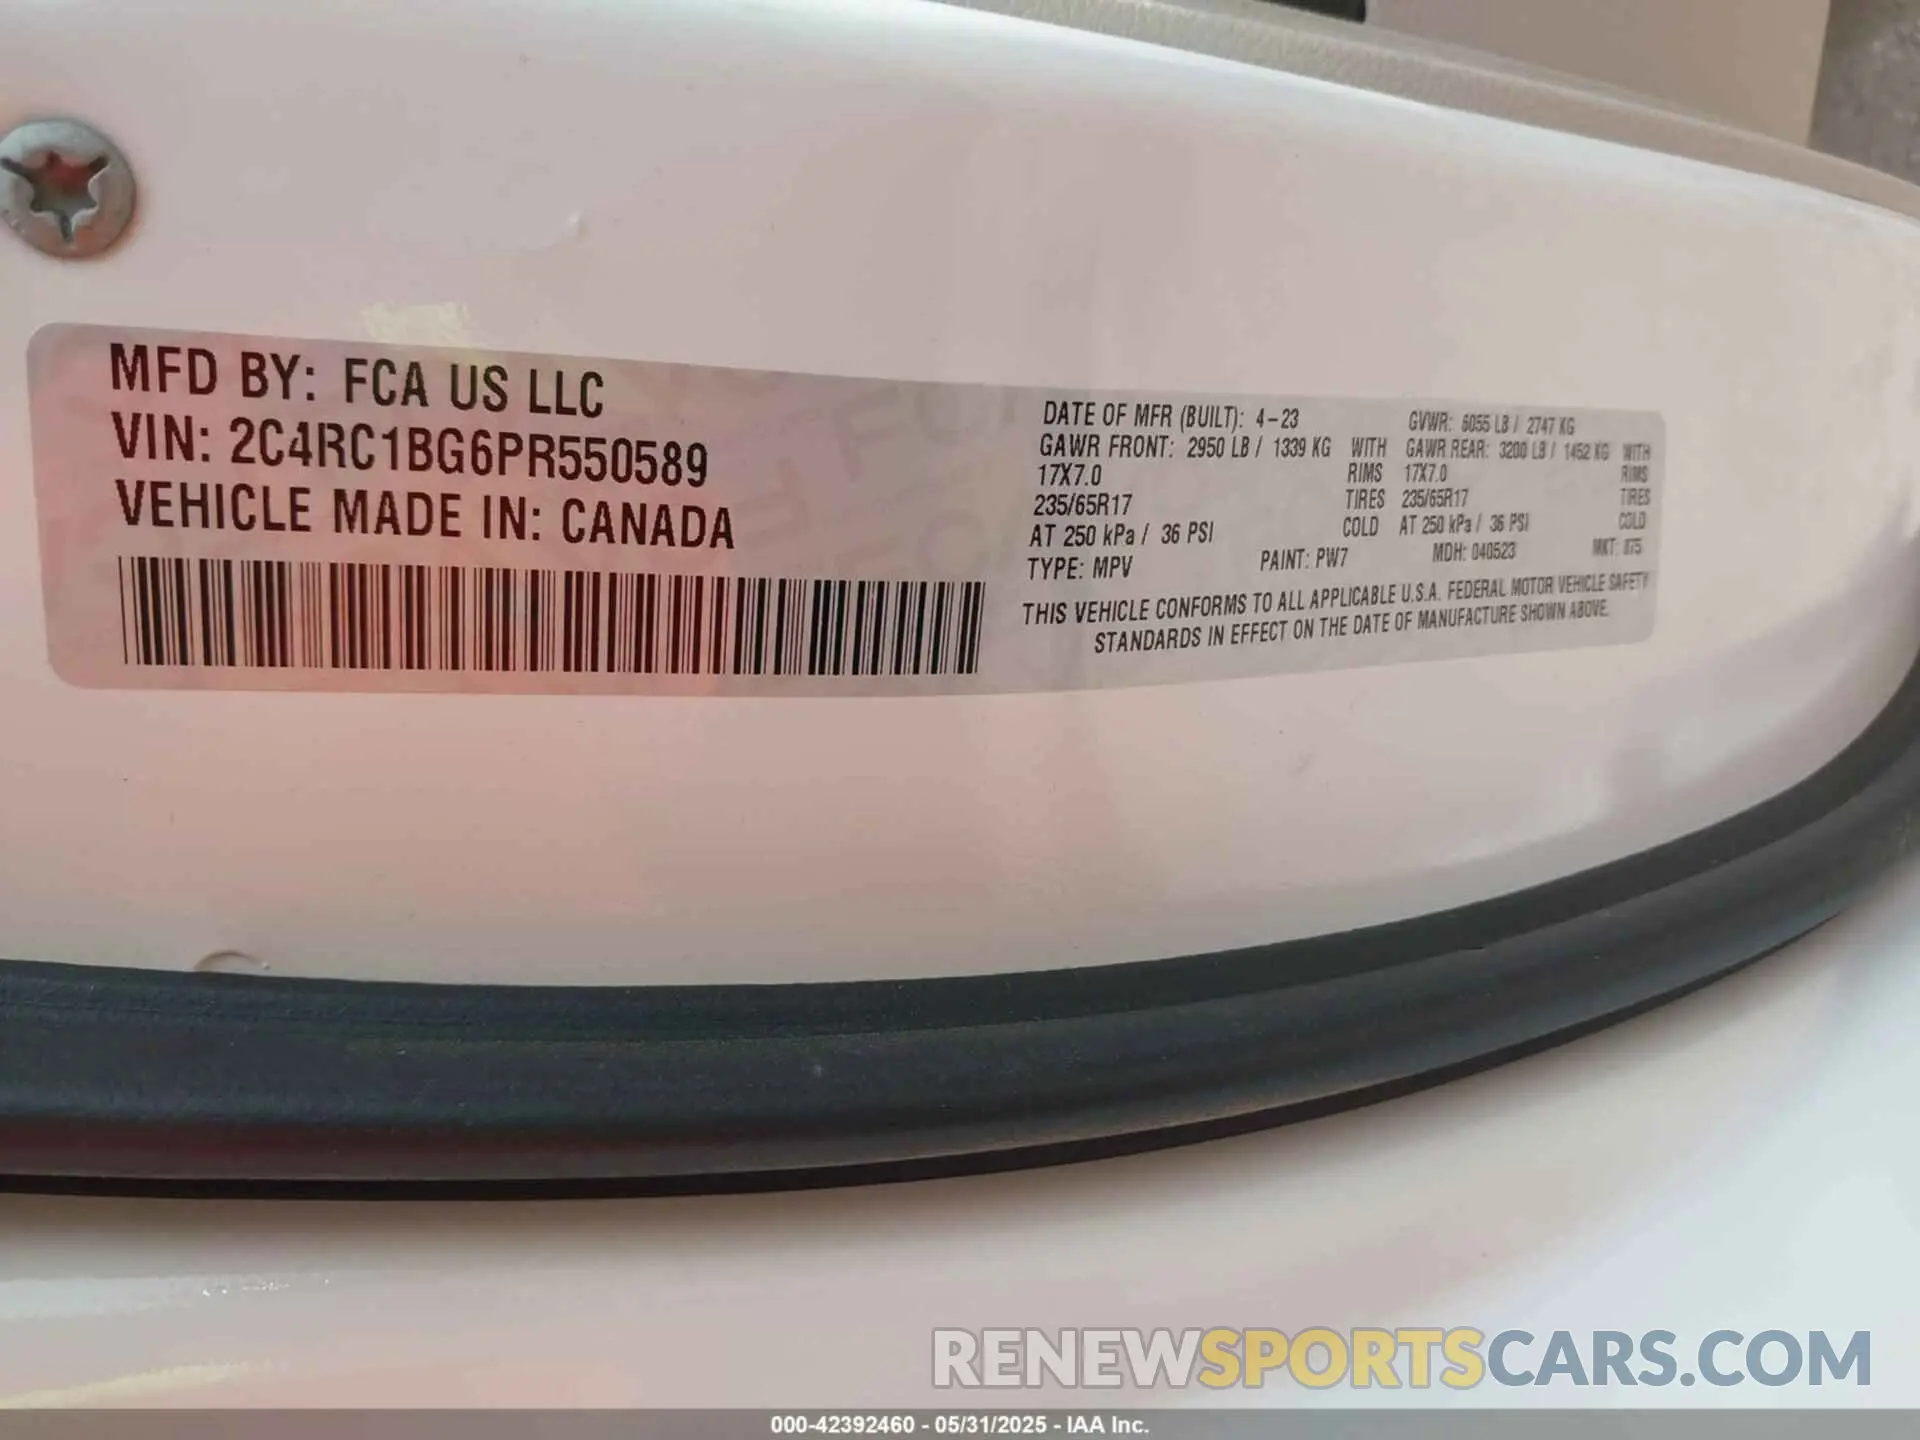 MFD BY: FCA US LLC
VIN: 2C4RC1BG6PR550589
VEHICLE MADE IN: CANADA
DATE OF MFR (BUILT): 4-23 GVWR: 6055 LB / 2747 KG
GAWR FRONT: 2950 LB / 1339 KG WITH GAWR REAR: 3200 LB / 1452 KG WITH
17X7.0 RIMS 17X7.0 RIMS
235/65R17 TIRES 235/65R17 TIRES
AT 250 kPa / 36 PSI COLD AT 250 kPa / 36 PSI COLD
TYPE: MPV PAINT: PW7 MDH: 040523 MKT:
THIS VEHICLE CONFORMS TO ALL APPLICABLE U.S.A. FEDERAL MOTOR VEHICLE SAFETY
STANDARDS IN EFFECT ON THE DATE OF MANUFACTURE SHOWN ABOVE.
RENEWSPORTSCARS.COM
000-42392460 - 05/31/2025 - IAA Inc.